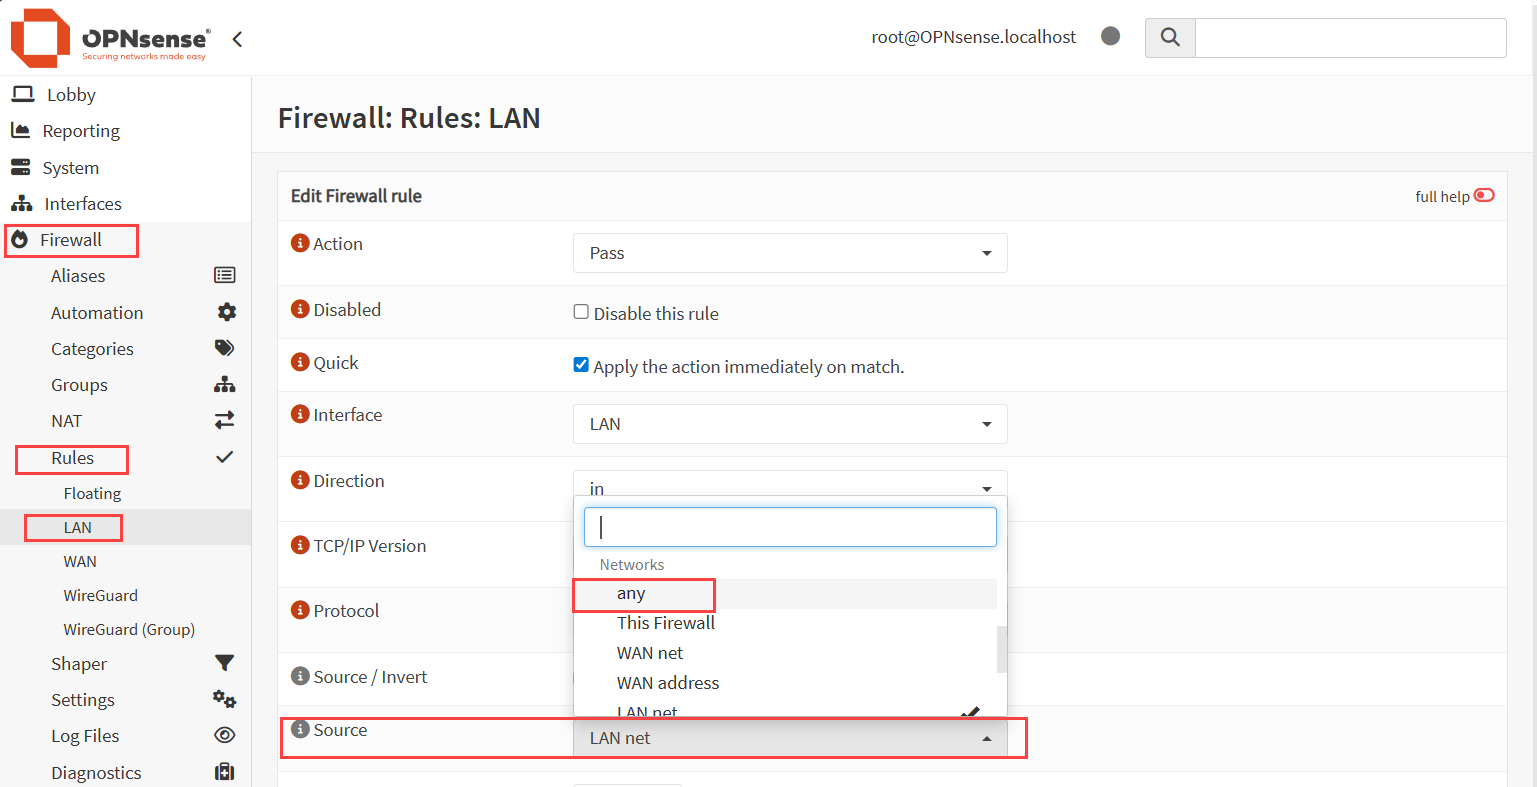 OPNsense®
Securing networks made easy
root@OPNsense.localhost
Lobby
Reporting
System
Interfaces
Firewall
Aliases
Automation
Categories
Groups
NAT
Rules
Floating
LAN
WAN
WireGuard
WireGuard (Group)
Shaper
Settings
Log Files
Diagnostics
Firewall: Rules: LAN
Edit Firewall rule
full help
Action
Pass
Disabled
Disable this rule
Quick
Apply the action immediately on match.
Interface
LAN
Direction
in
TCP/IP Version
Protocol
Source / Invert
Networks
any
This Firewall
WAN net
WAN address
LAN net
Source
LAN net